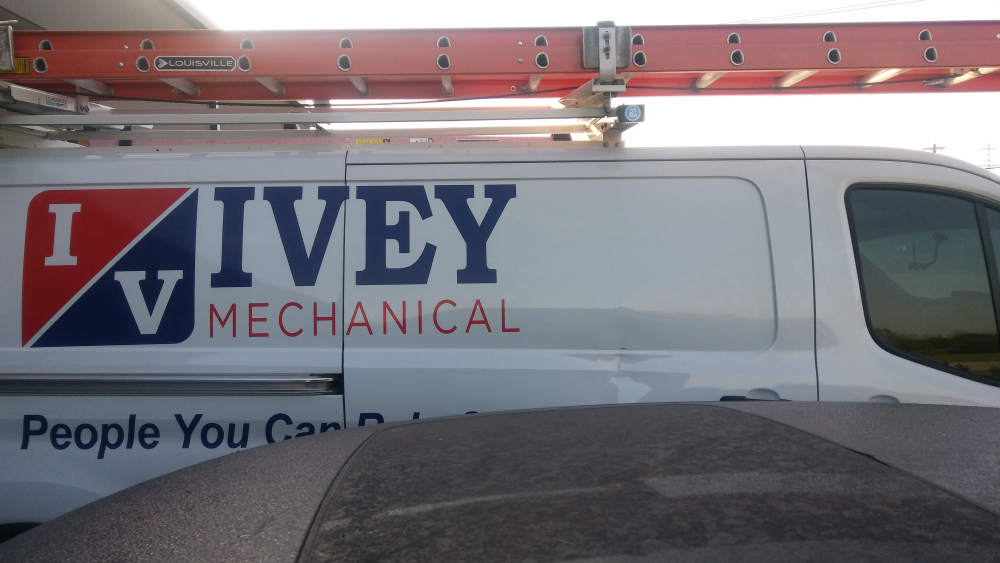 LOUISVILLE
I
V
IVEY
MECHANICAL
People You Can